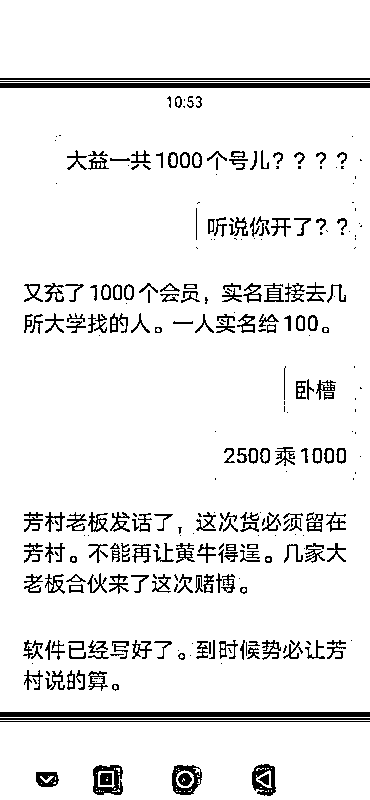 10:53
大益一共1000个号儿？？？？
听说你开了？？
又充了1000个会员，实名直接去几
所大学找的人。一人实名给100。
卧槽
2500乘1000
芳村老板发话了，这次货必须留在
芳村。不能再让黄牛得逞。几家大
老板合伙来了这次赌博。
软件已经写好了。到时候势必让芳
村说的算。